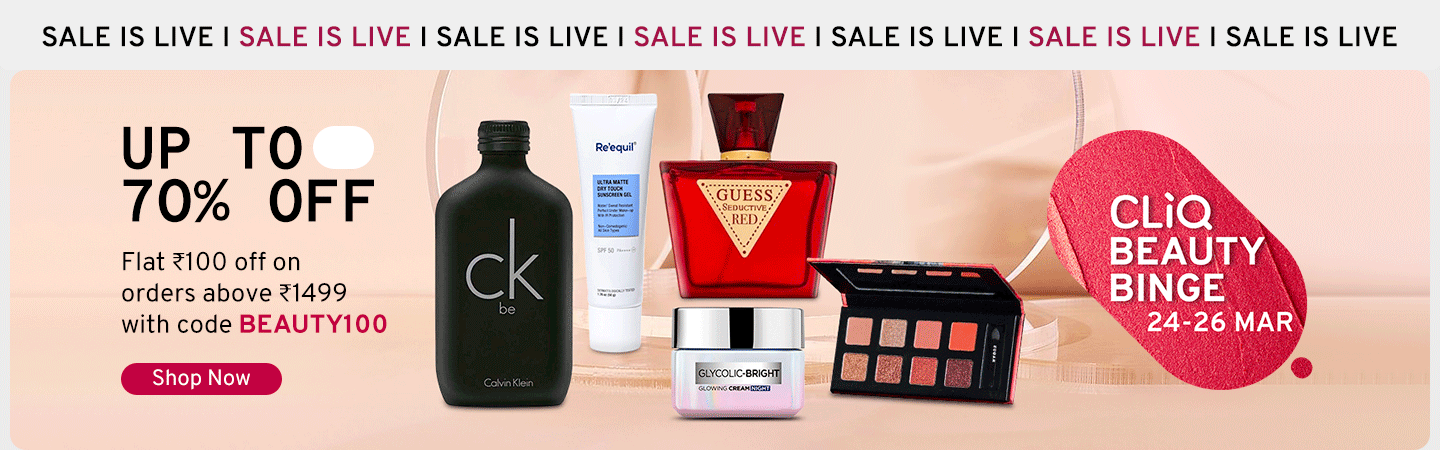 SALE IS LIVE I SALE IS LIVE I SALE IS LIVE I SALE IS LIVE I SALE IS LIVE I SALE IS LIVE I SALE IS LIVE
UP TO
70% OFF
Flat ₹100 off on
orders above ₹1499
with code BEAUTY100
Shop Now
ck
be
Calvin Klein
Re'equil®
ULTRA MATTE
DRY TOUCH
SUNSCREEN GEL
SPF 50
GUESS
SEDUCTIVE
RED
GLYCOLIC-BRIGHT
GLOWING CREAM NIGHT
CLiQ
BEAUTY
BINGE
24-26 MAR